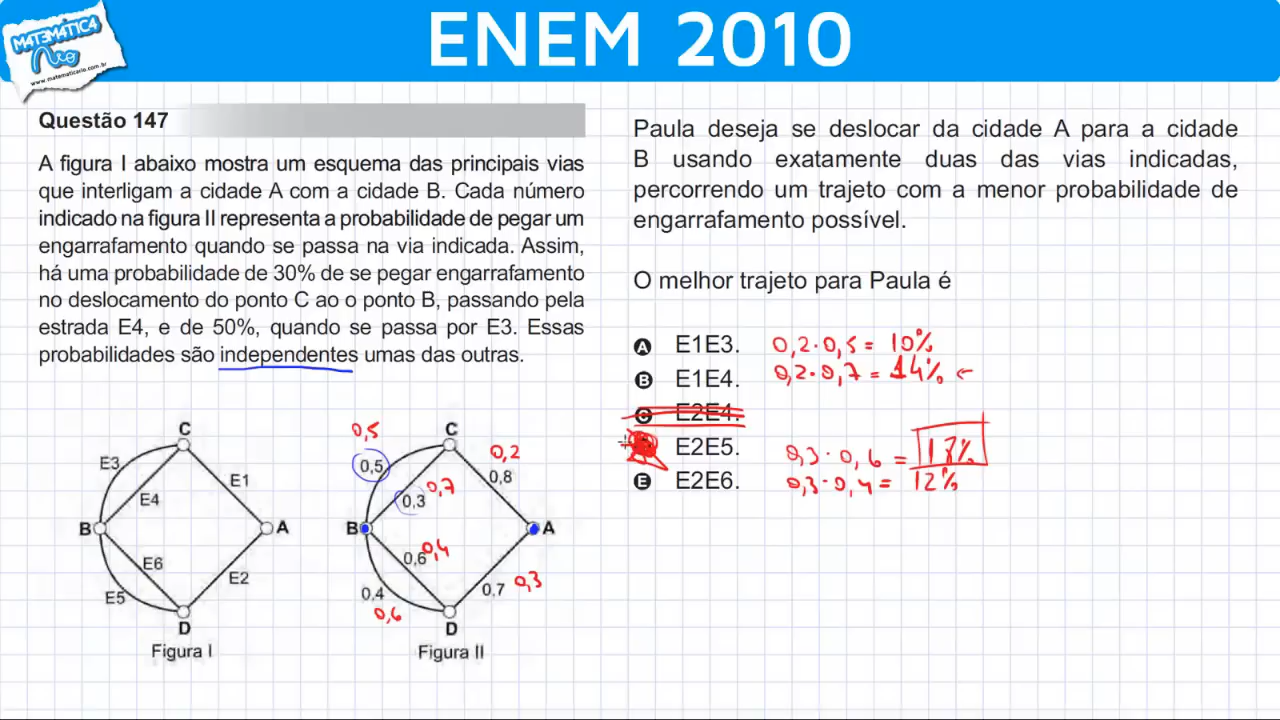 MATEMÁTICA
Rio
www.matematicario.com.br
ENEM 2010
Questão 147
A figura I abaixo mostra um esquema das principais vias
que interligam a cidade A com a cidade B. Cada número
indicado na figura II representa a probabilidade de pegar um
engarrafamento quando se passa na via indicada. Assim,
há uma probabilidade de 30% de se pegar engarrafamento
no deslocamento do ponto C ao o ponto B, passando pela
estrada E4, e de 50%, quando se passa por E3. Essas
probabilidades são independentes umas das outras.
C
E3
E1
E4
B
A
E6
E2
E5
D
Figura I
0,5
C
0,5
0,2
0,8
0,7
0,3
B
A
0,6
0,4
0,4
0,7
0,3
0,6
D
Figura II
Paula deseja se deslocar da cidade A para a cidade
B usando exatamente duas das vias indicadas,
percorrendo um trajeto com a menor probabilidade de
engarrafamento possível.
O melhor trajeto para Paula é
A E1E3. 0,2·0,5 = 10%
B E1E4. 0,2·0,7 = 14% ←
C E2E4.
E2E5. 0,3·0,6 = 18%
E E2E6. 0,3·0,4 = 12%